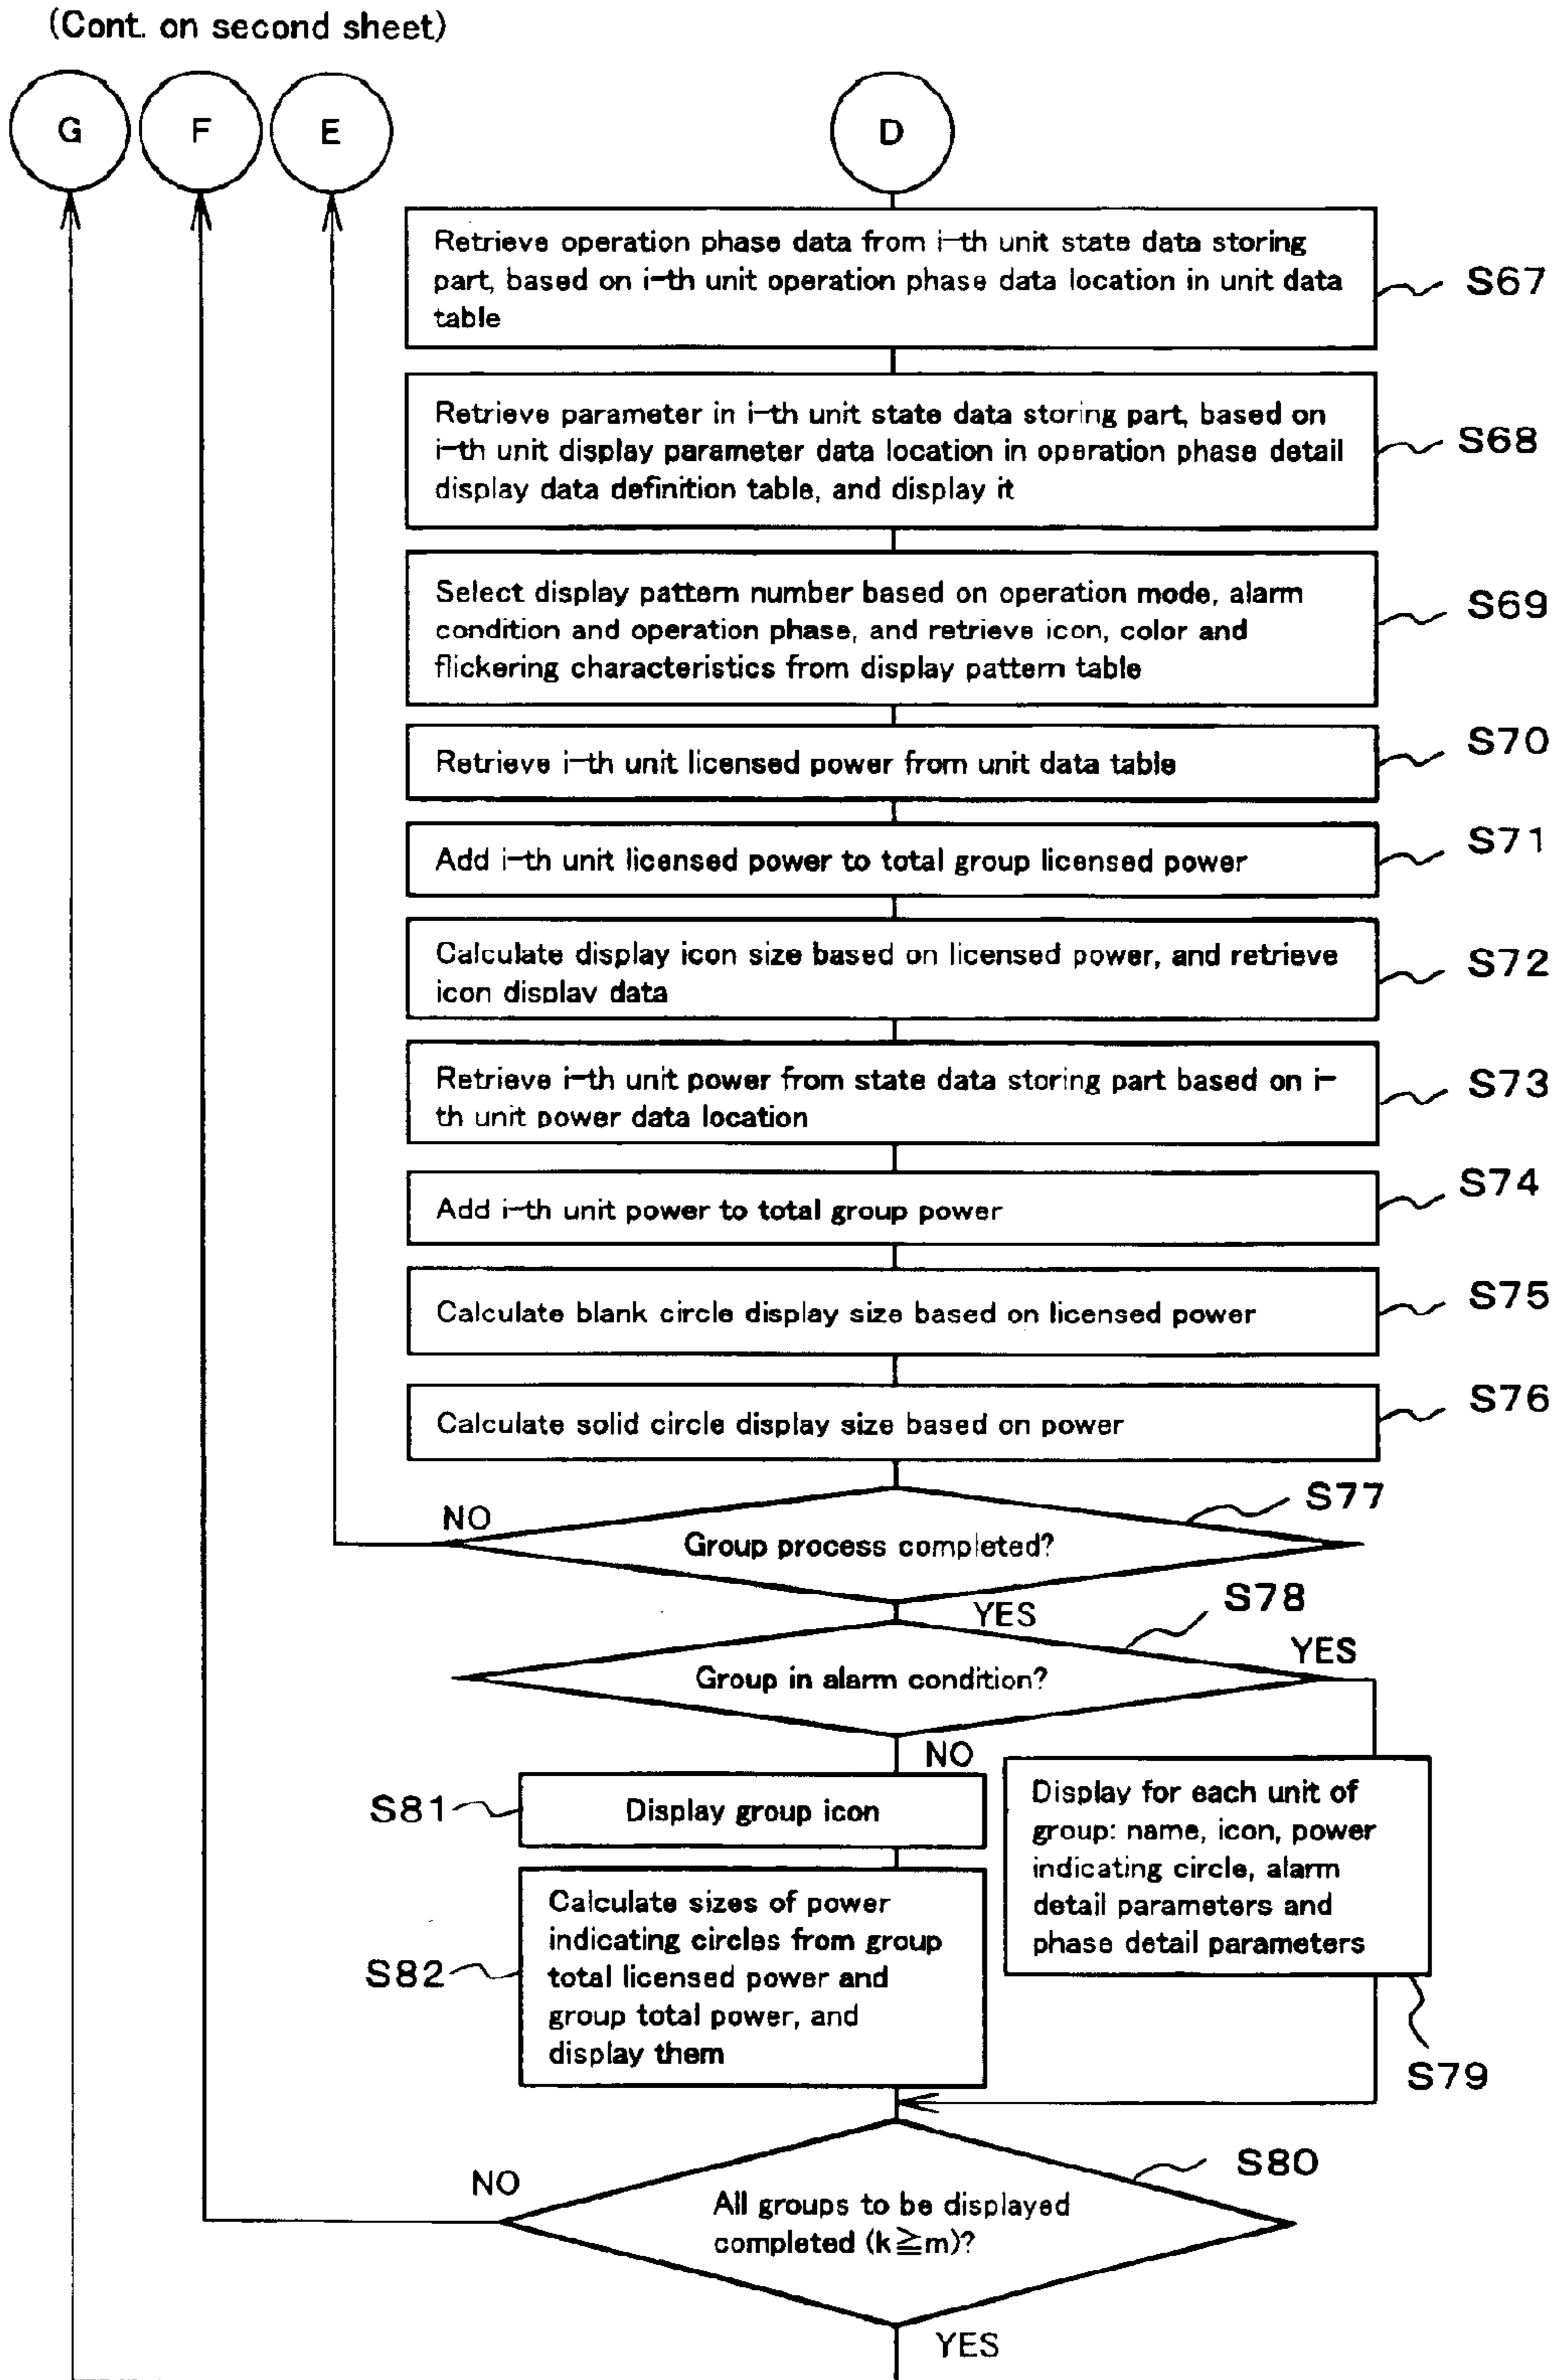 (Cont. on second sheet)
G F E D
Retrieve operation phase data from i-th unit state data storing
part, based on i-th unit operation phase data location in unit data
table
S67
Retrieve parameter in i-th unit state data storing part, based on
i-th unit display parameter data location in operation phase detail
display data definition table, and display it
S68
Select display pattern number based on operation mode, alarm
condition and operation phase, and retrieve icon, color and
flickering characteristics from display pattern table
S69
Retrieve i-th unit licensed power from unit data table
S70
Add i-th unit licensed power to total group licensed power
S71
Calculate display icon size based on licensed power, and retrieve
icon display data
S72
Retrieve i-th unit power from state data storing part based on i-
th unit power data location
S73
Add i-th unit power to total group power
S74
Calculate blank circle display size based on licensed power
S75
Calculate solid circle display size based on power
S76
S77
NO
Group process completed?
YES
S78
YES
Group in alarm condition?
NO
S81
Display group icon
Display for each unit of
group: name, icon, power
indicating circle, alarm
detail parameters and
phase detail parameters
S79
S82
Calculate sizes of power
indicating circles from group
total licensed power and
group total power, and
display them
S80
NO
All groups to be displayed
completed (k≧m)?
YES